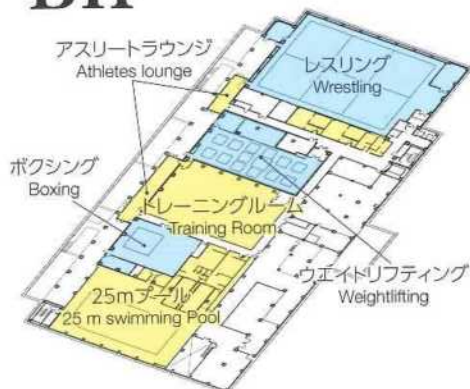 アスリートラウンジ
Athletes lounge
レスリング
Wrestling
ボクシング
Boxing
トレーニングルーム
Training Room
ウエイトリフティング
Weightlifting
25mプール
25 m swimming Pool